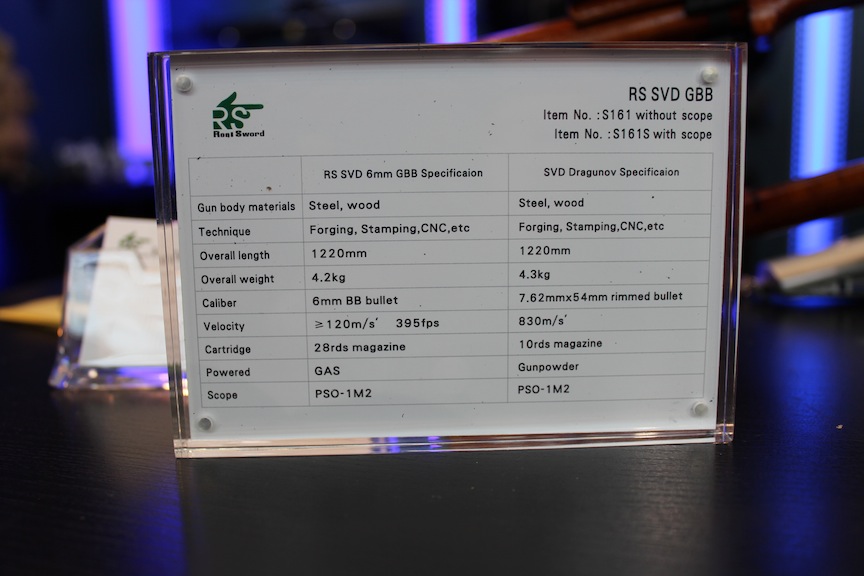 RS
Real Sword
RS SVD GBB
Item No. :S161 without scope
Item No. :S161S with scope
RS SVD 6mm GBB Specificaion SVD Dragunov Specificaion
Gun body materials Steel, wood Steel, wood
Technique Forging, Stamping,CNC,etc Forging, Stamping,CNC,etc
Overall length 1220mm 1220mm
Overall weight 4.2kg 4.3kg
Caliber 6mm BB bullet 7.62mmx54mm rimmed bullet
Velocity ≥120m/s′ 395fps 830m/s′
Cartridge 28rds magazine 10rds magazine
Powered GAS Gunpowder
Scope PSO-1M2 PSO-1M2